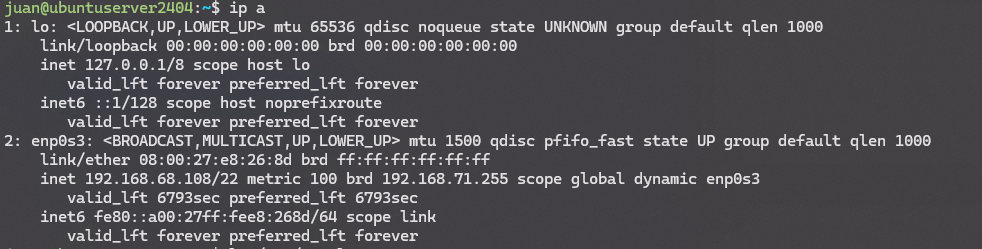 juan@ubuntuserver2404:~$ ip a
1: lo: <LOOPBACK,UP,LOWER_UP> mtu 65536 qdisc noqueue state UNKNOWN group default qlen 1000
    link/loopback 00:00:00:00:00:00 brd 00:00:00:00:00:00
    inet 127.0.0.1/8 scope host lo
       valid_lft forever preferred_lft forever
    inet6 ::1/128 scope host noprefixroute
       valid_lft forever preferred_lft forever
2: enp0s3: <BROADCAST,MULTICAST,UP,LOWER_UP> mtu 1500 qdisc pfifo_fast state UP group default qlen 1000
    link/ether 08:00:27:e8:26:8d brd ff:ff:ff:ff:ff:ff
    inet 192.168.68.108/22 metric 100 brd 192.168.71.255 scope global dynamic enp0s3
       valid_lft 6793sec preferred_lft 6793sec
    inet6 fe80::a00:27ff:fee8:268d/64 scope link
       valid_lft forever preferred_lft forever